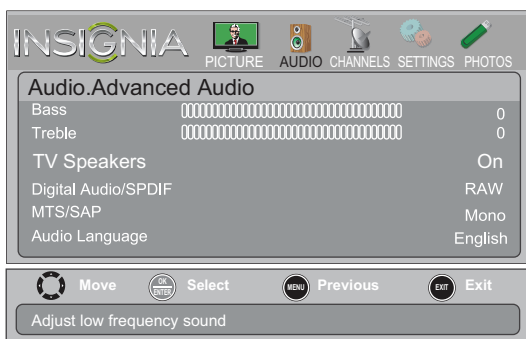 INSIGNIA
PICTURE AUDIO CHANNELS SETTINGS PHOTOS
Audio.Advanced Audio
Bass 0
Treble 0
TV Speakers On
Digital Audio/SPDIF RAW
MTS/SAP Mono
Audio Language English
Move OK ENTER Select MENU Previous EXIT Exit
Adjust low frequency sound